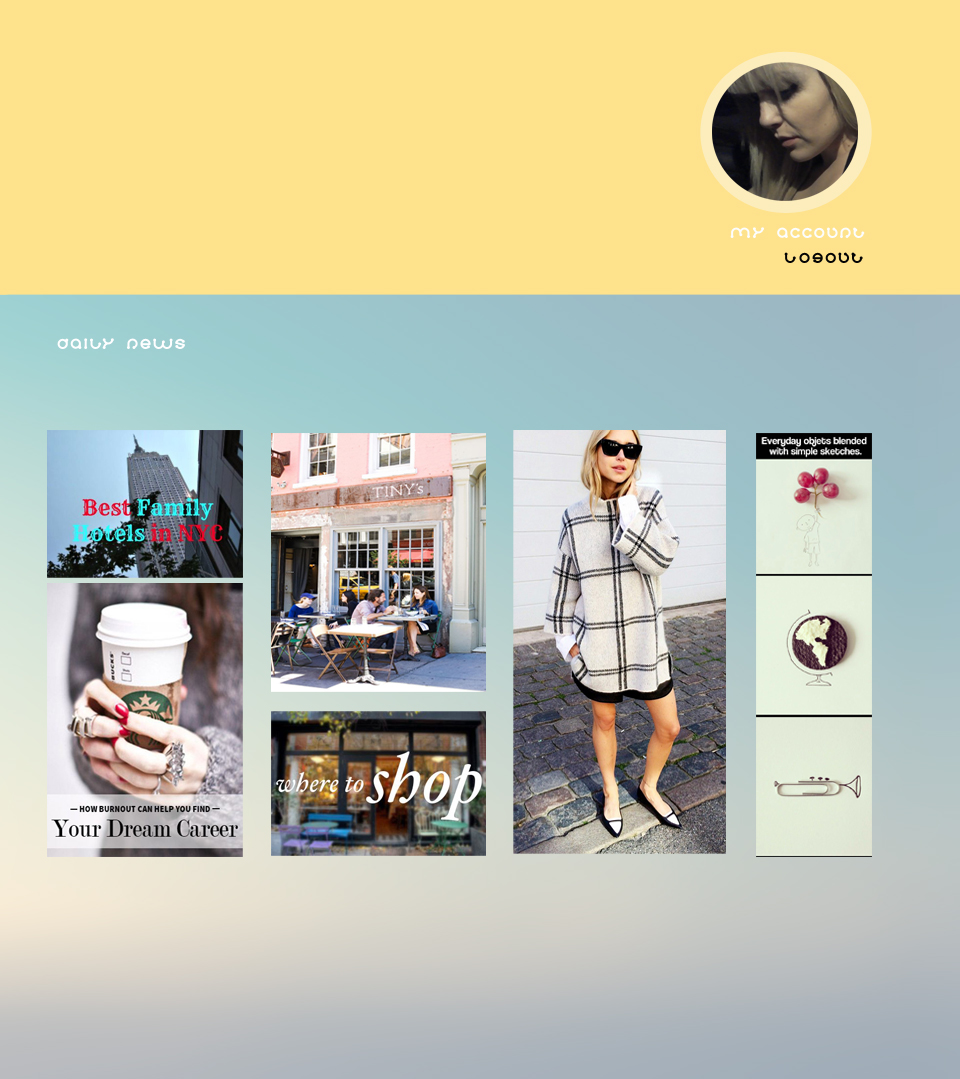 my account
Logout
daily news
Best Family
Hotels in NYC
BUCKS
— HOW BURNOUT CAN HELP YOU FIND —
Your Dream Career
TINY's
where to shop
Everyday objets blended
with simple sketches.